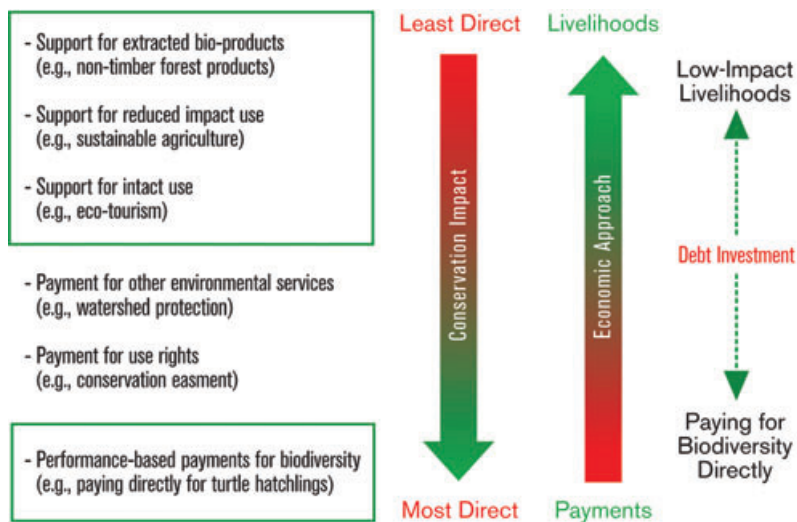 - Support for extracted bio-products
(e.g., non-timber forest products)
- Support for reduced impact use
(e.g., sustainable agriculture)
- Support for intact use
(e.g., eco-tourism)
- Payment for other environmental services
(e.g., watershed protection)
- Payment for use rights
(e.g., conservation easment)
- Performance-based payments for biodiversity
(e.g., paying directly for turtle hatchlings)
Least Direct
Conservation Impact
Most Direct
Livelihoods
Economic Approach
Payments
Low-Impact
Livelihoods
Debt Investment
Paying for
Biodiversity
Directly